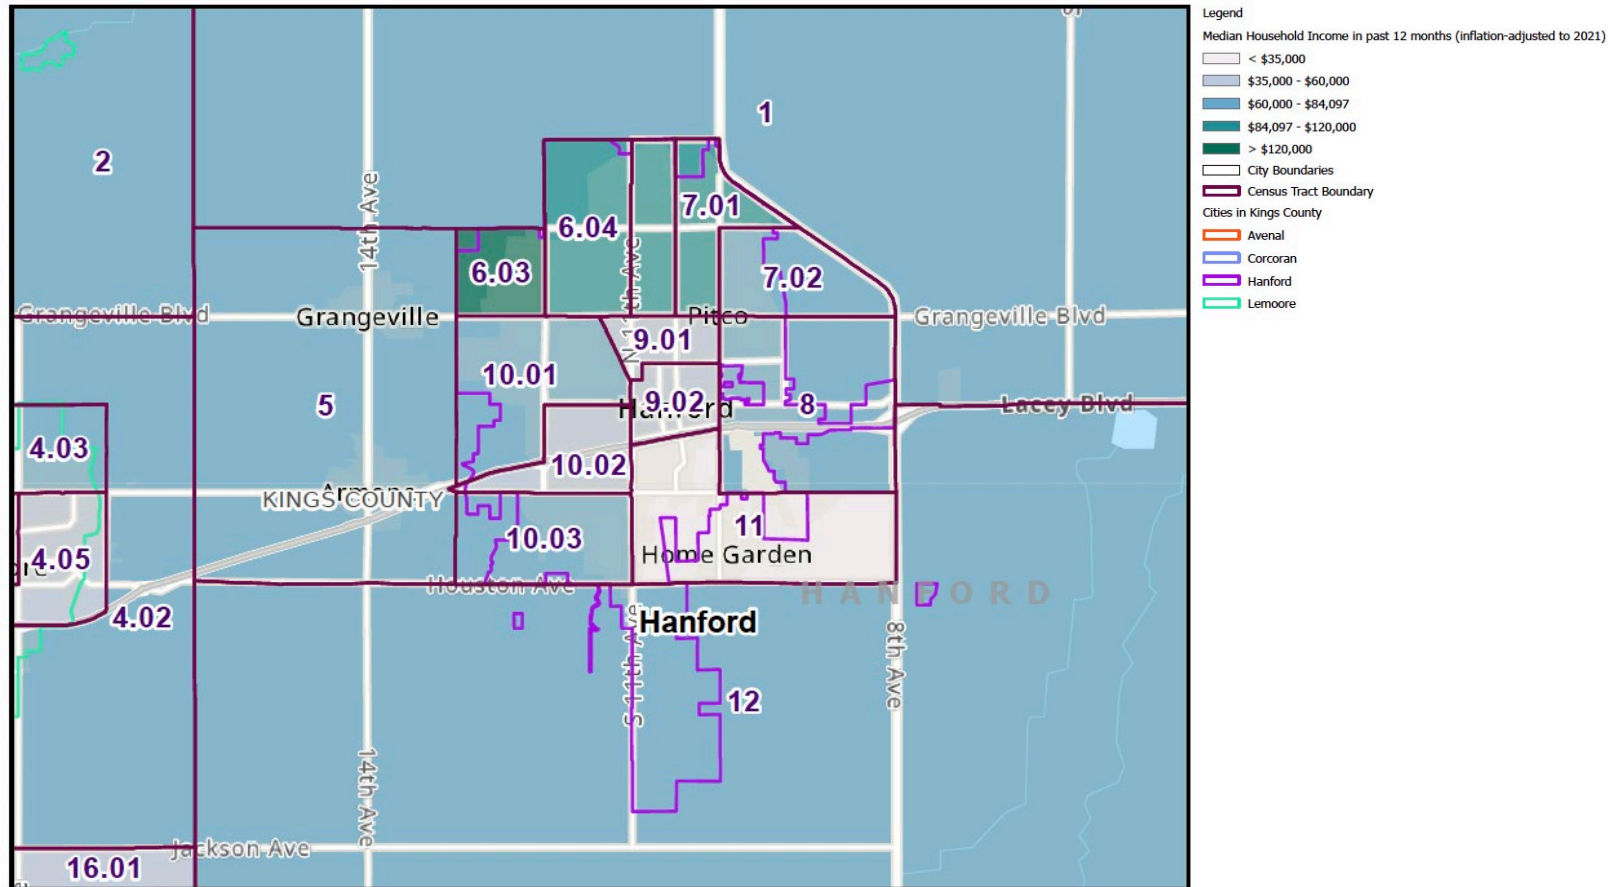 Legend
Median Household Income in past 12 months (inflation-adjusted to 2021)
< $35,000
$35,000 - $60,000
$60,000 - $84,097
$84,097 - $120,000
> $120,000
City Boundaries
Census Tract Boundary
Cities in Kings County
Avenal
Corcoran
Hanford
Lemoore
1
2
14th Ave
7.01
6.04
6.03
7.02
N 11th Ave
Grangeville Blvd
Grangeville
Pitco
Grangeville Blvd
9.01
10.01
5
9.02
Hanford
8
Lacey Blvd
4.03
10.02
Armona
KINGS COUNTY
11
10.03
Home Garden
4.05
Houston Ave
HANFORD
4.02
Hanford
S 11th Ave
8th Ave
12
14th Ave
Jackson Ave
16.01